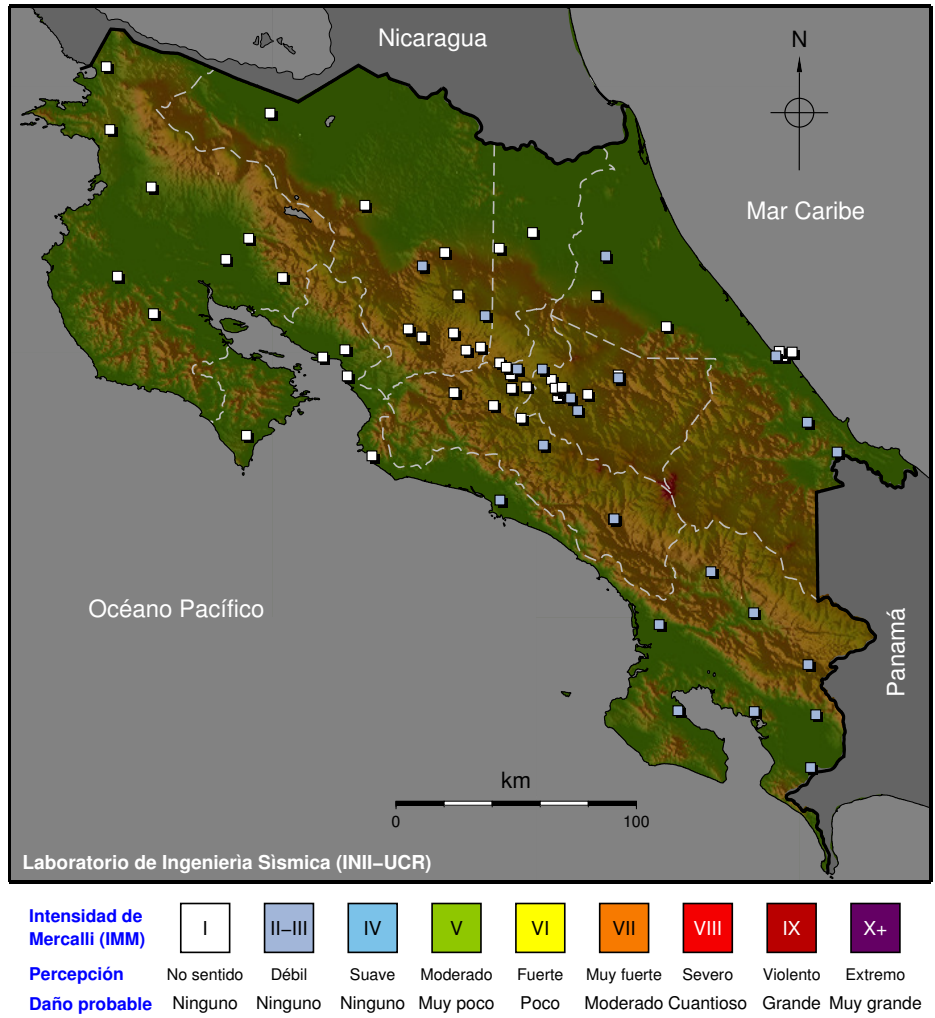 Nicaragua
N
Mar Caribe
Océano Pacífico
Panamá
km
0 100
Laboratorio de Ingenierìa Sìsmica (INII−UCR)
Intensidad de
Mercalli (IMM)
I II−III IV V VI VII VIII IX X+
Percepción No sentido Débil Suave Moderado Fuerte Muy fuerte Severo Violento Extremo
Daño probable Ninguno Ninguno Ninguno Muy poco Poco Moderado Cuantioso Grande Muy grande